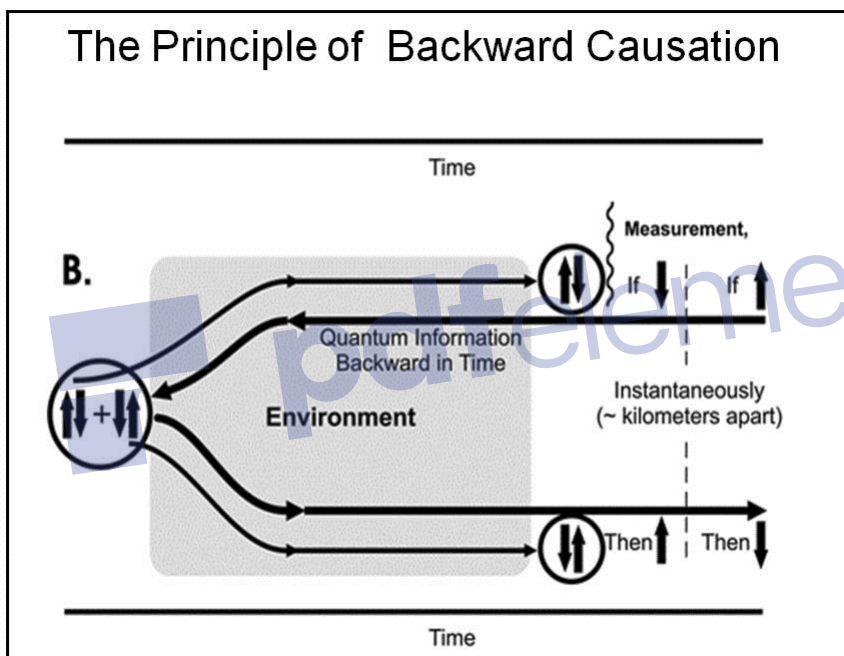 The Principle of Backward Causation
Time
B.
Measurement,
If If
Quantum Information
Backward in Time
Instantaneously
(~ kilometers apart)
+
Environment
Then Then
Time
pdfeleme